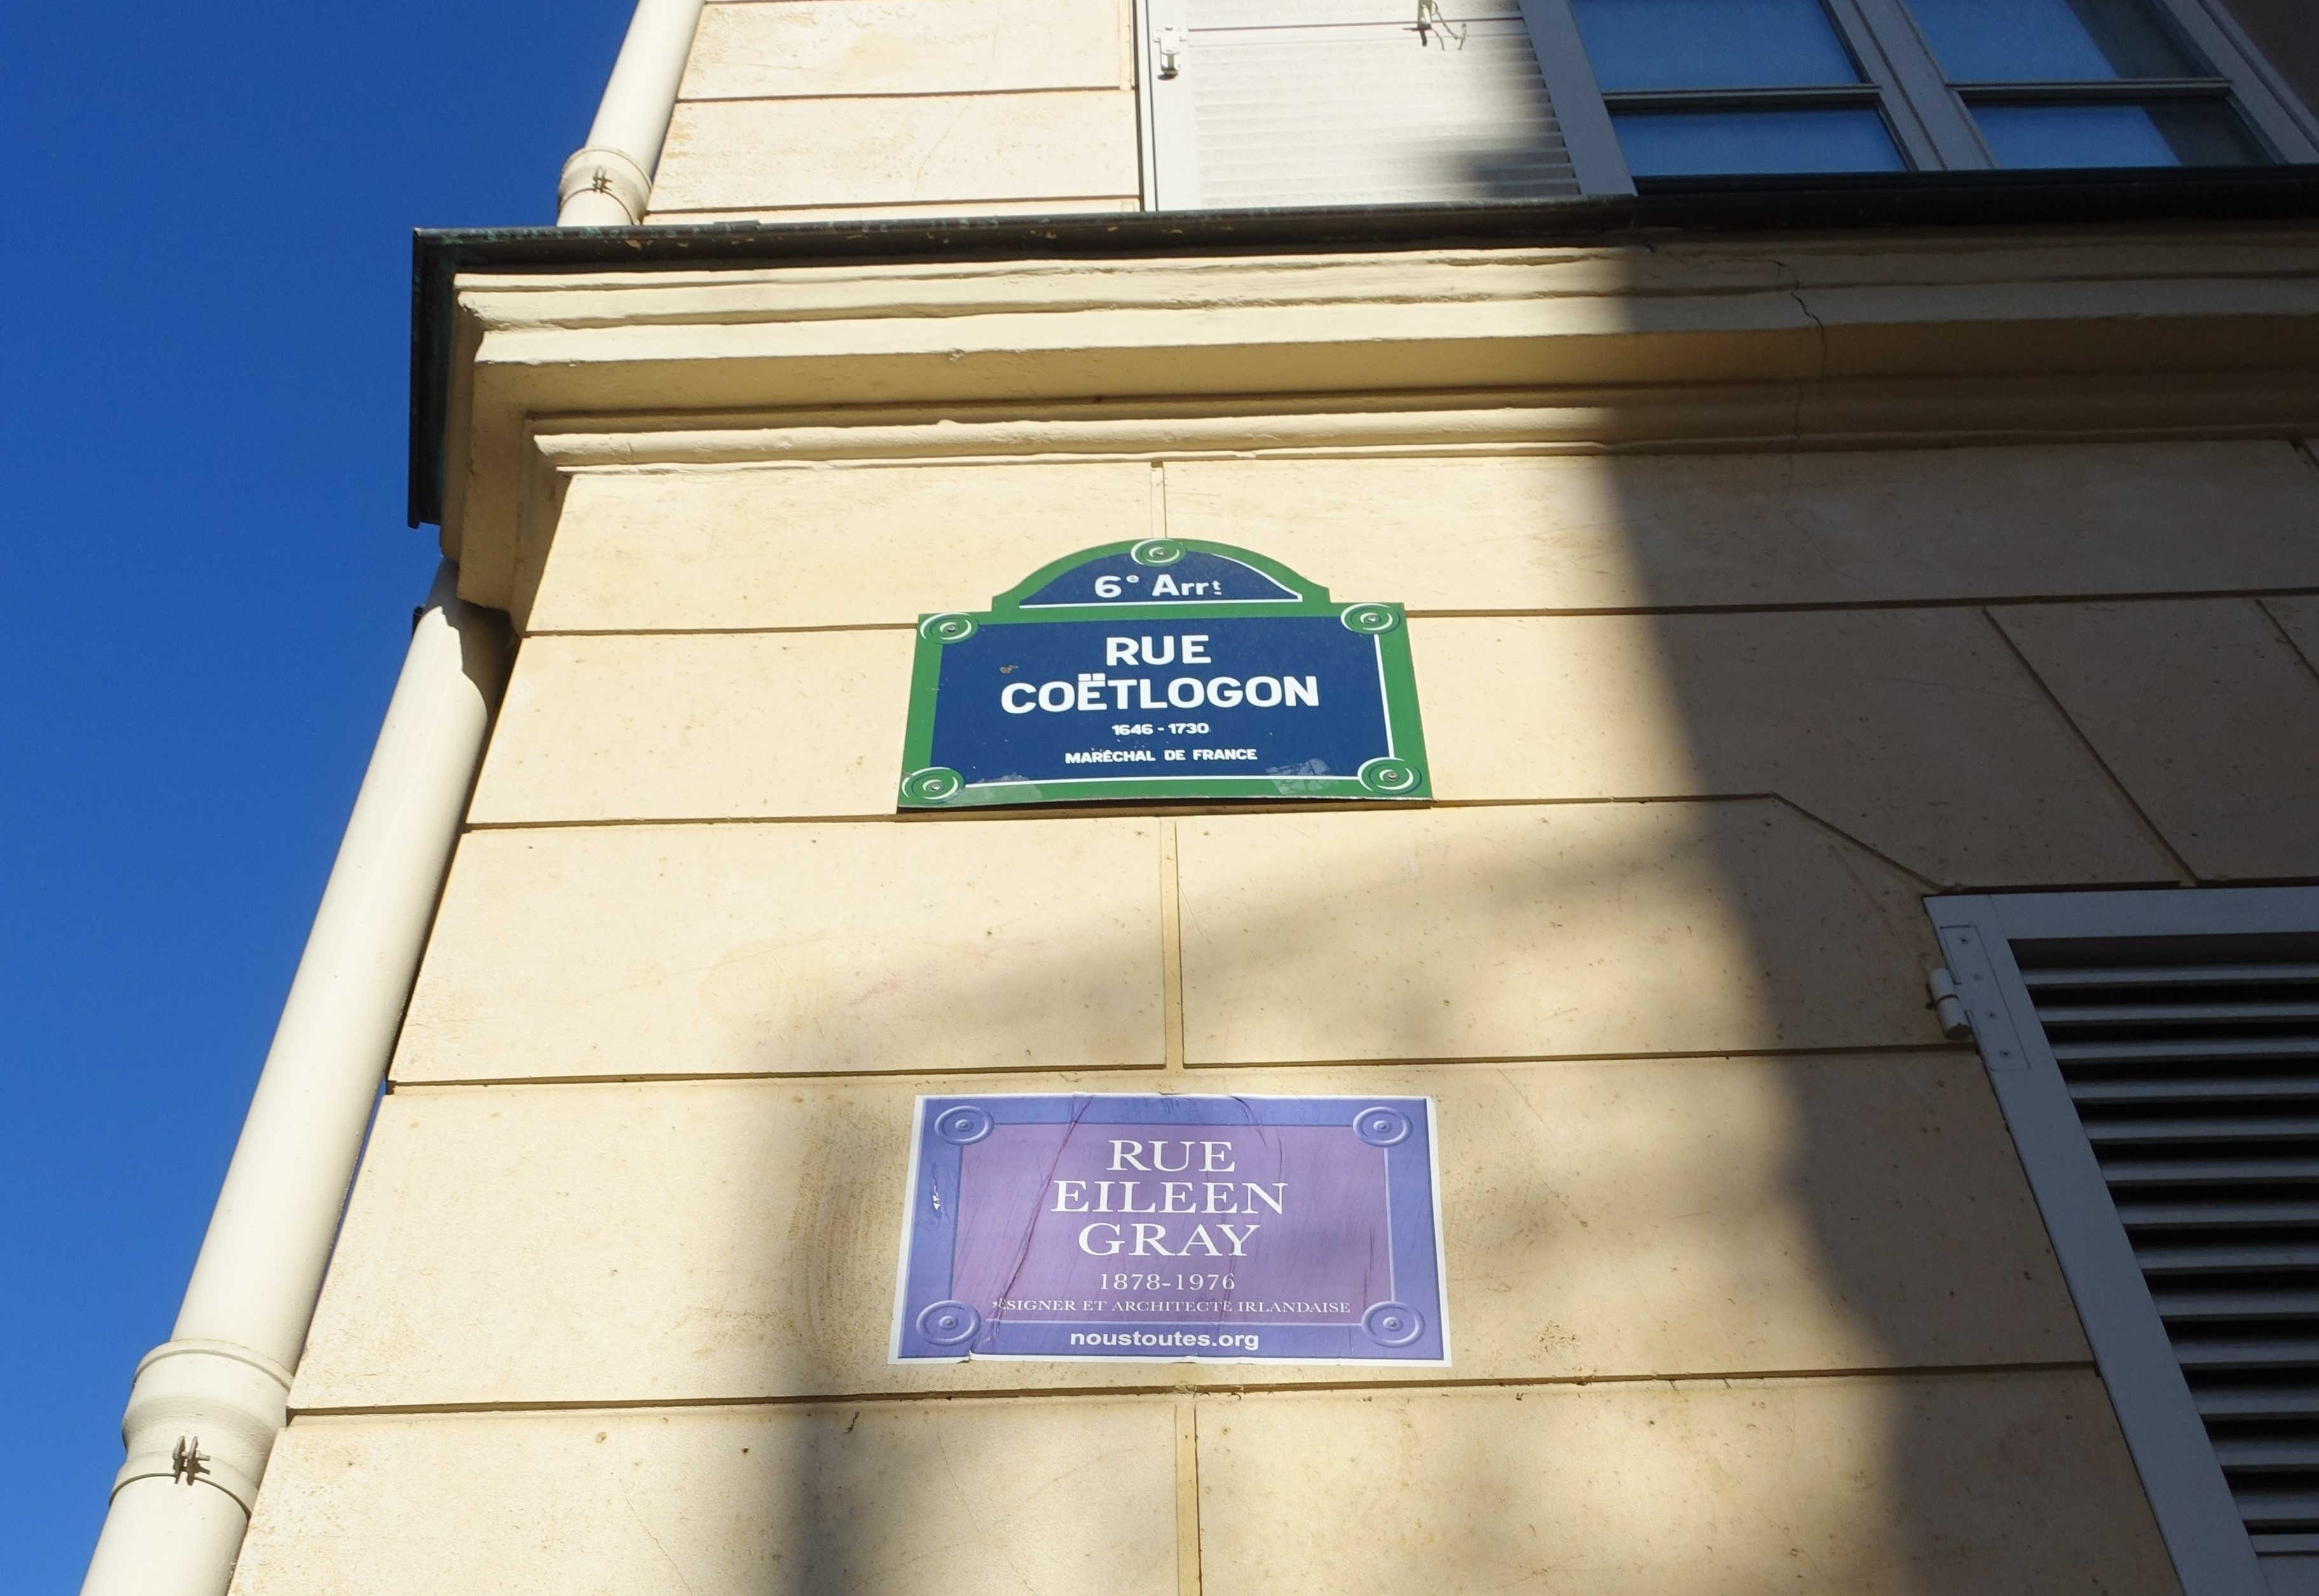 6e Arrt
RUE
COËTLOGON
1646 - 1730
MARÉCHAL DE FRANCE
RUE
EILEEN
GRAY
1878-1976
ET ARCHITECTE IRLANDAISE
noustoutes.org